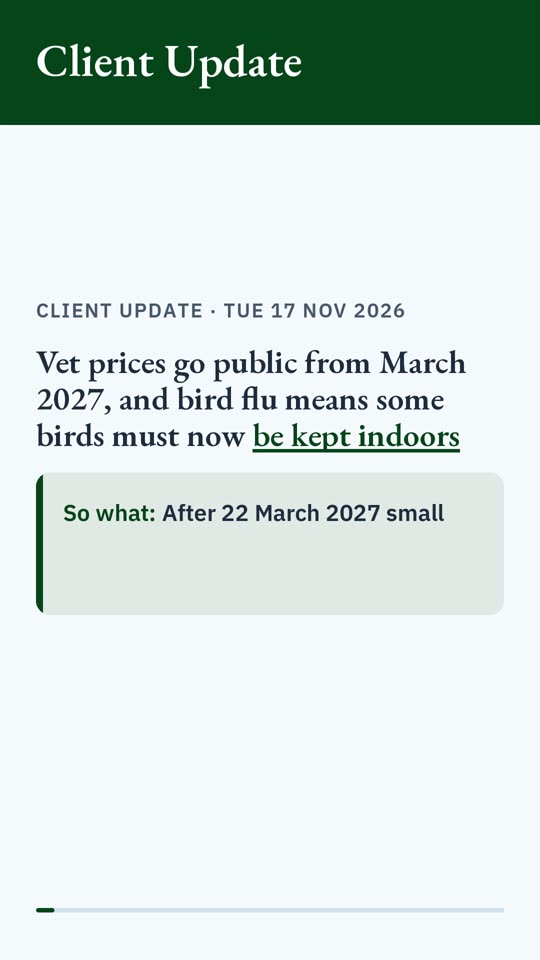 Client Update
CLIENT UPDATE · TUE 17 NOV 2026
Vet prices go public from March
2027, and bird flu means some
birds must now be kept indoors
So what: After 22 March 2027 small